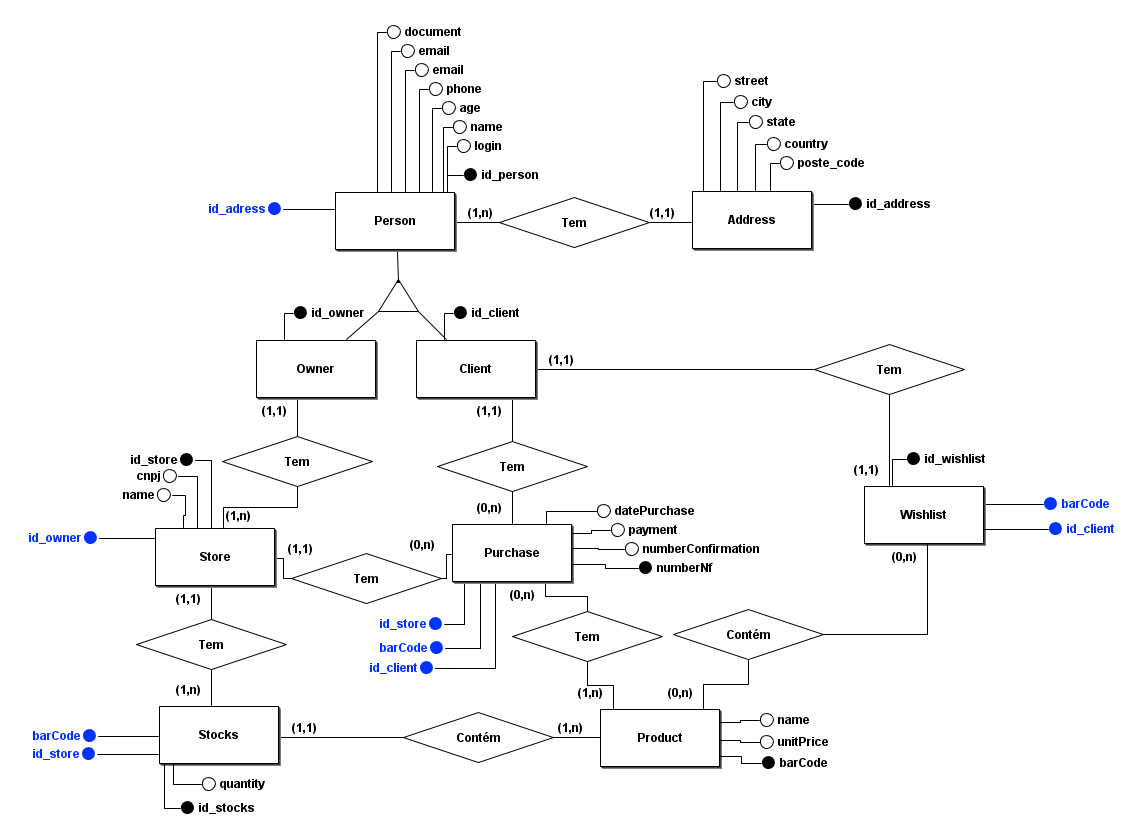 document
email
email
phone
age
name
login
id_person
id_adress
Person
(1,n)
Tem
(1,1)
street
city
state
country
poste_code
id_address
Address
id_owner
id_client
Owner
Client
(1,1)
Tem
(1,1)
(1,1)
Tem
Tem
id_store
cnpj
name
(1,n)
id_owner
Store
(1,1)
Tem
(0,n)
(0,n)
Purchase
datePurchase
payment
numberConfirmation
numberNf
(1,1)
id_wishlist
Wishlist
barCode
id_client
(0,n)
(1,1)
Tem
(1,n)
id_store
barCode
id_client
(0,n)
Tem
(1,n)
Contém
(0,n)
barCode
id_store
Stocks
(1,1)
Contém
(1,n)
Product
name
unitPrice
barCode
quantity
id_stocks